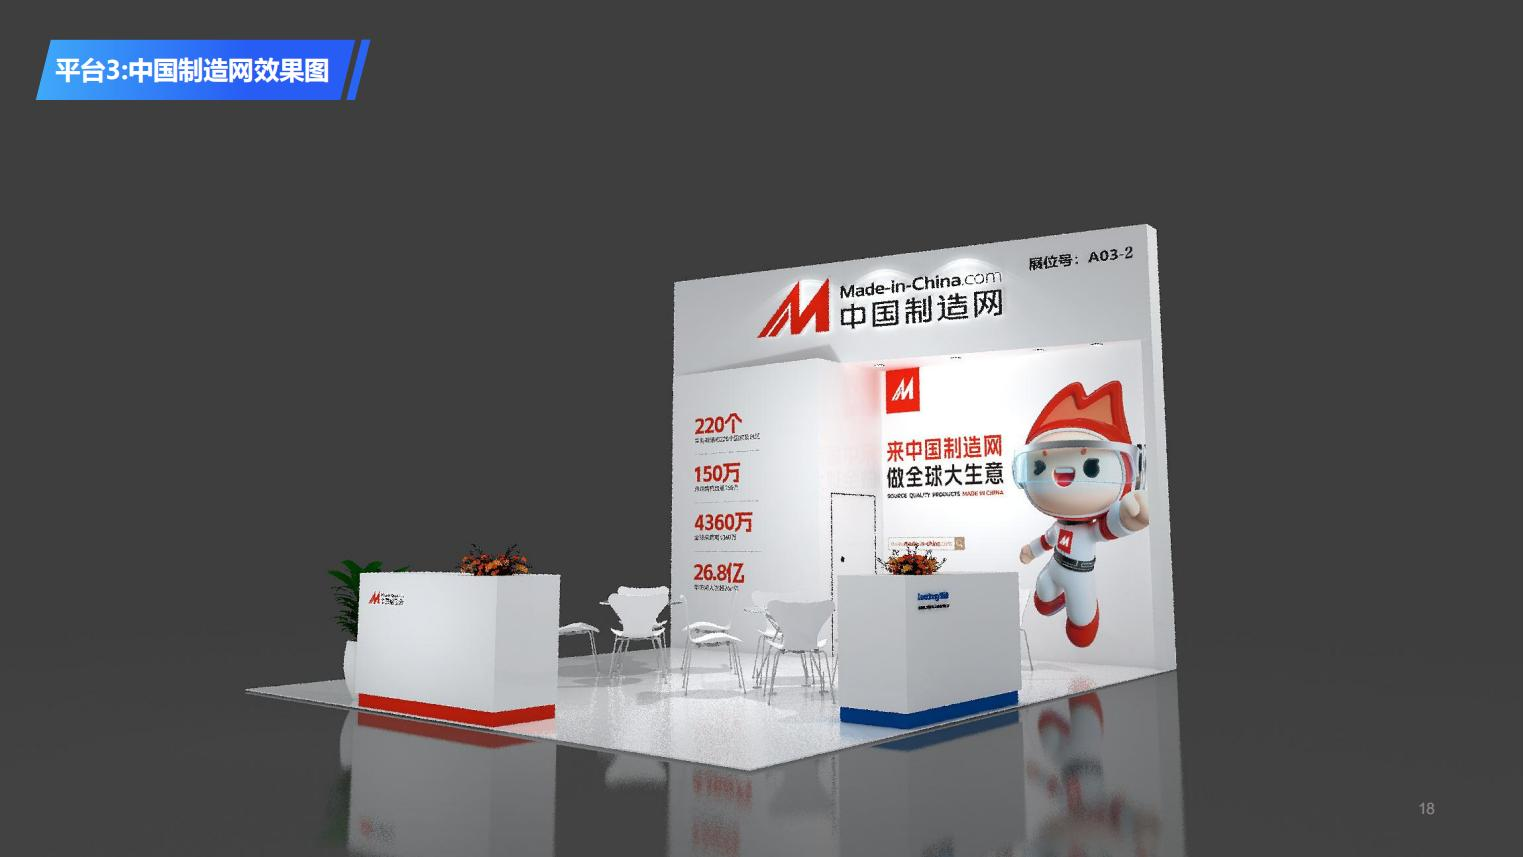 平台3:中国制造网效果图
展位号：A03-2
Made-in-China.com
中国制造网
220个
150万
4360万
26.8亿
来中国制造网
做全球大生意
SOURCE QUALITY PRODUCTS MADE IN CHINA
18